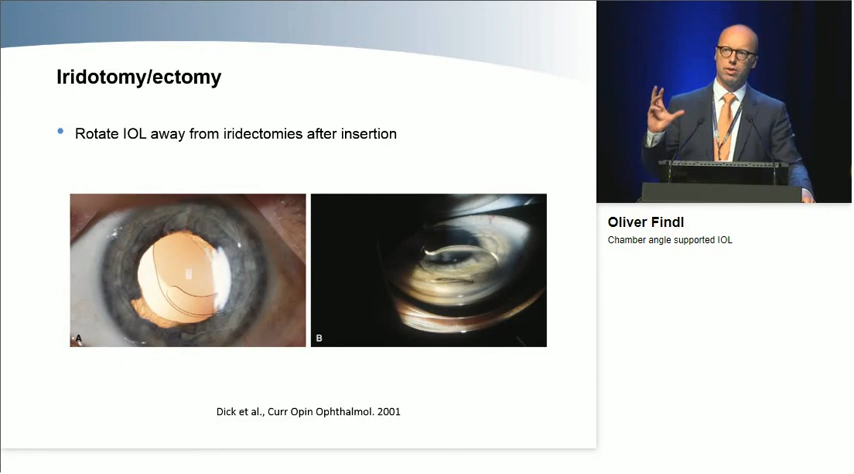 Iridotomy/ectomy
• Rotate IOL away from iridectomies after insertion
A
B
Dick et al., Curr Opin Ophthalmol. 2001
Oliver Findl
Chamber angle supported IOL